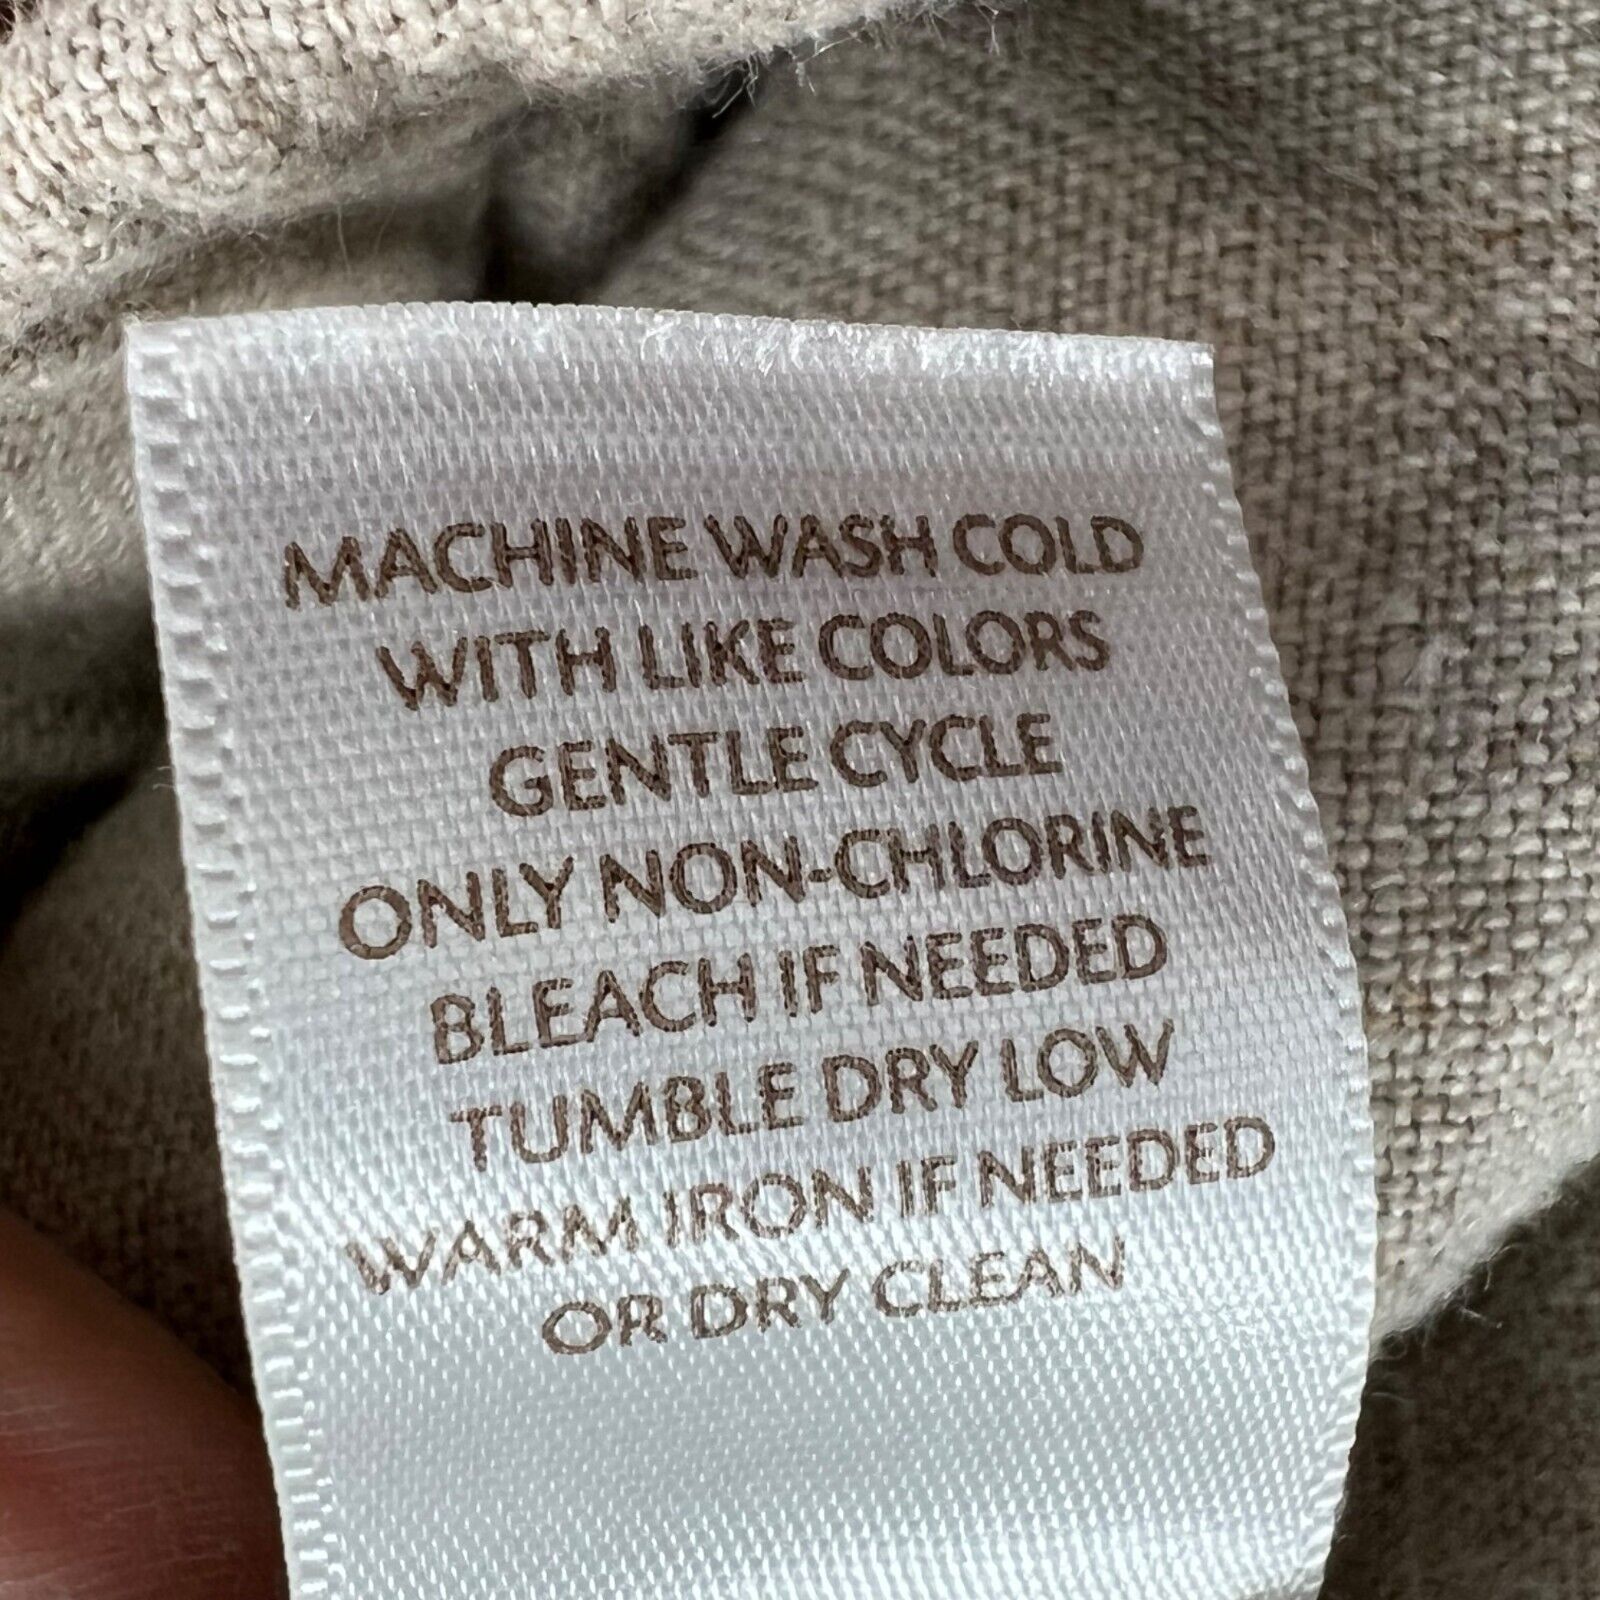 MACHINE WASH COLD
WITH LIKE COLORS
GENTLE CYCLE
ONLY NON-CHLORINE
BLEACH IF NEEDED
TUMBLE DRY LOW
WARM IRON IF NEEDED
OR DRY CLEAN